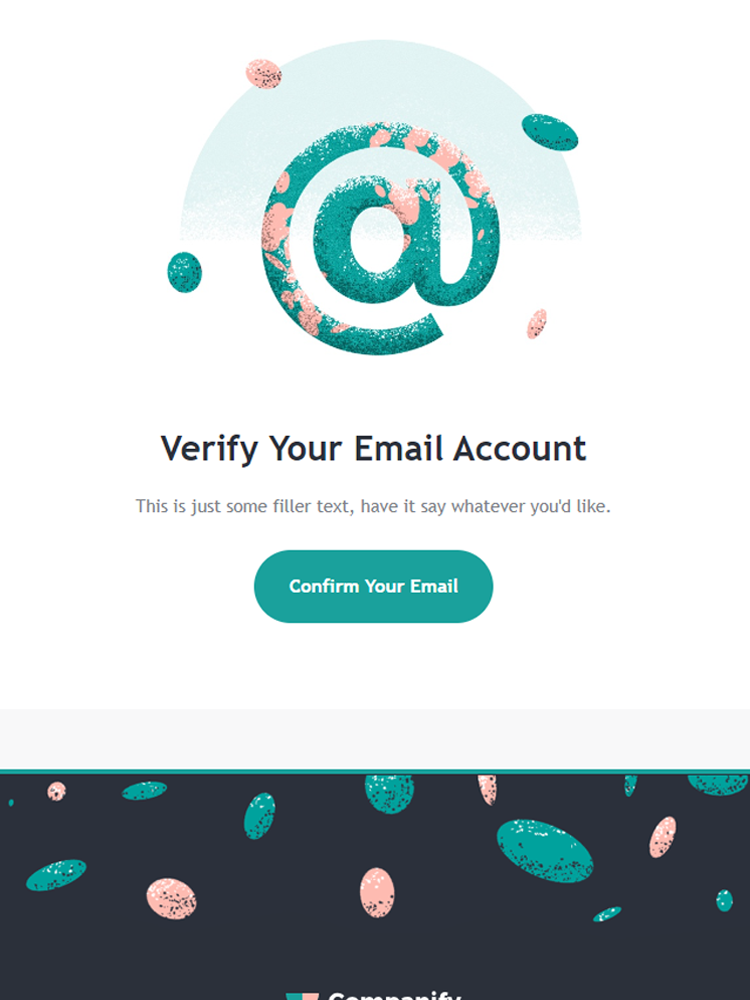 @
Verify Your Email Account
This is just some filler text, have it say whatever you'd like.
Confirm Your Email
Companify